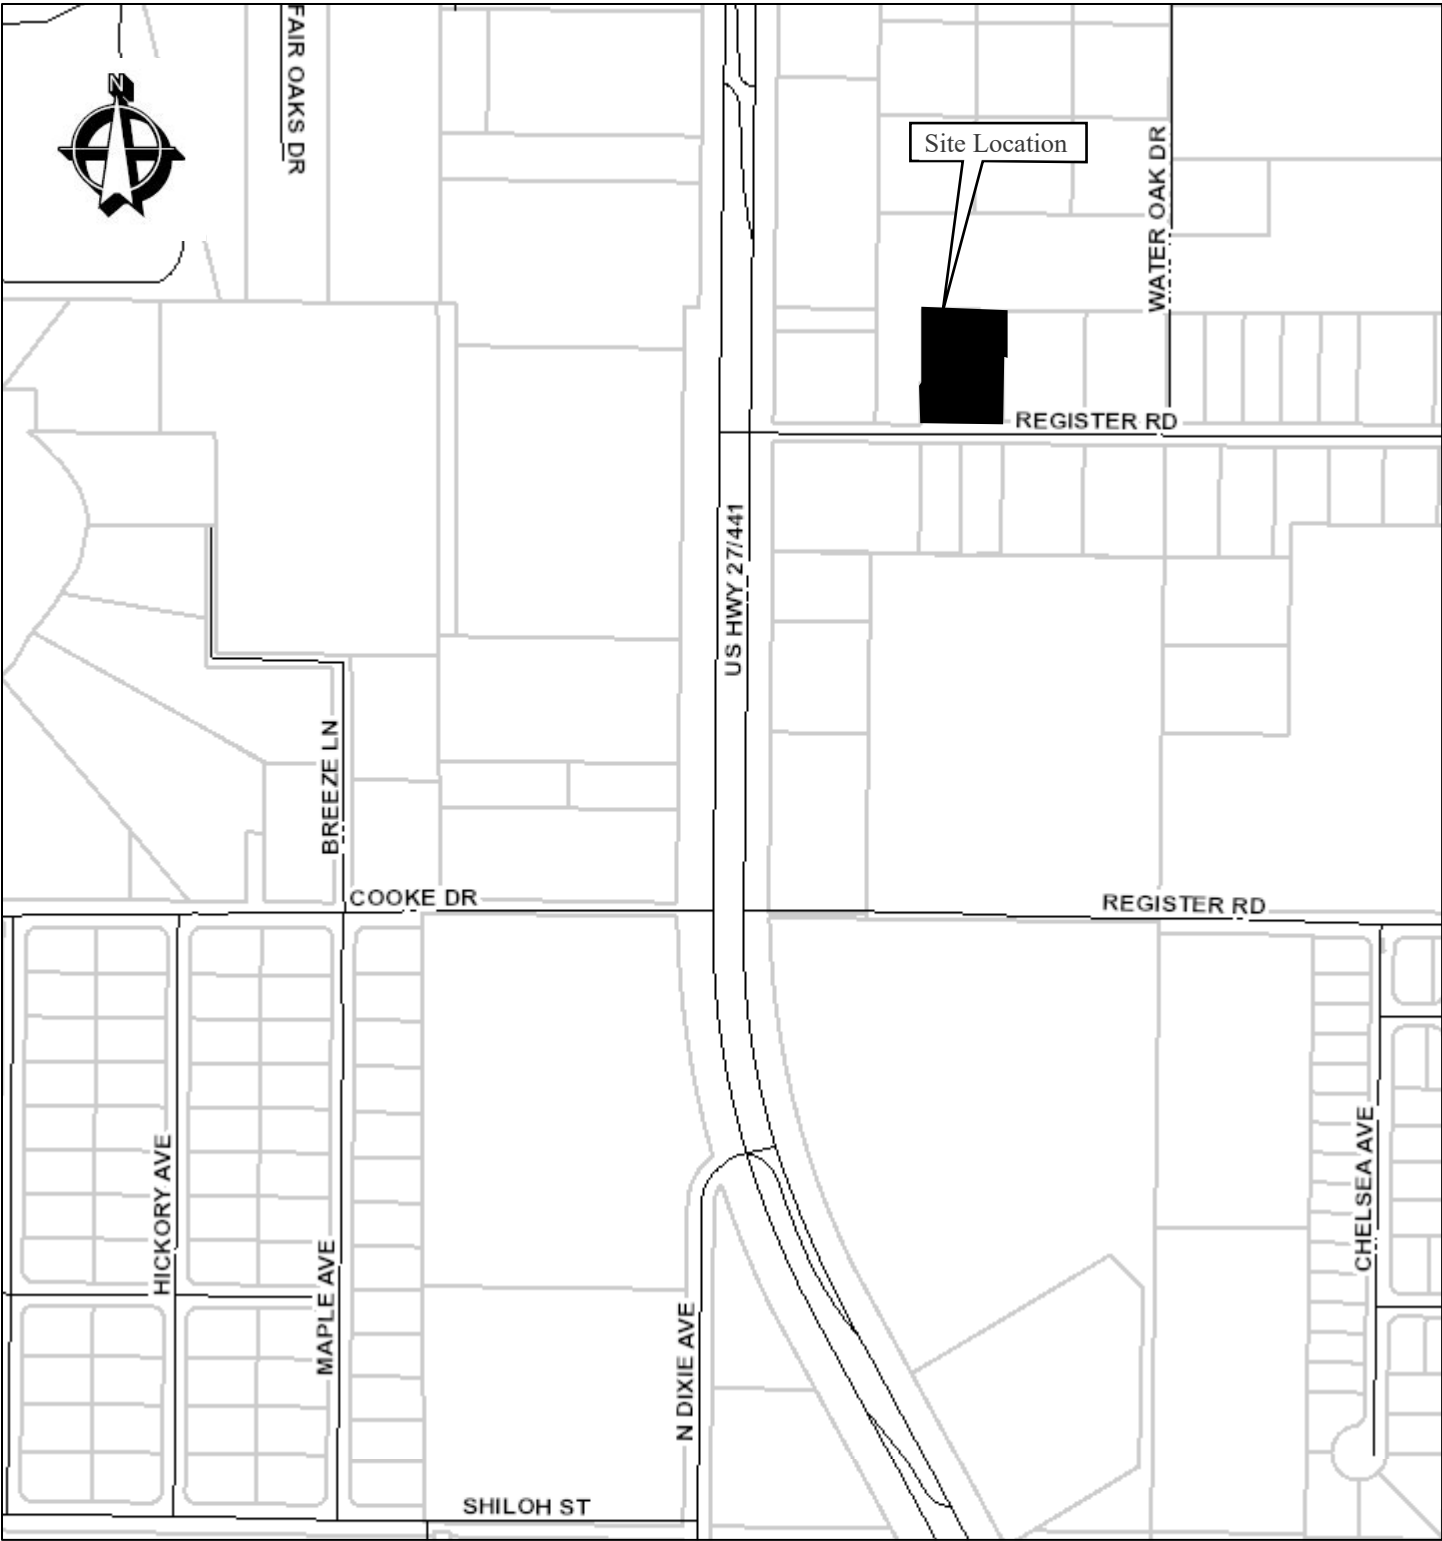 FAIR OAKS DR
N
Site Location
WATER OAK DR
REGISTER RD
US HWY 27/441
BREEZE LN
COOKE DR
REGISTER RD
HICKORY AVE
MAPLE AVE
N DIXIE AVE
CHELSEA AVE
SHILOH ST